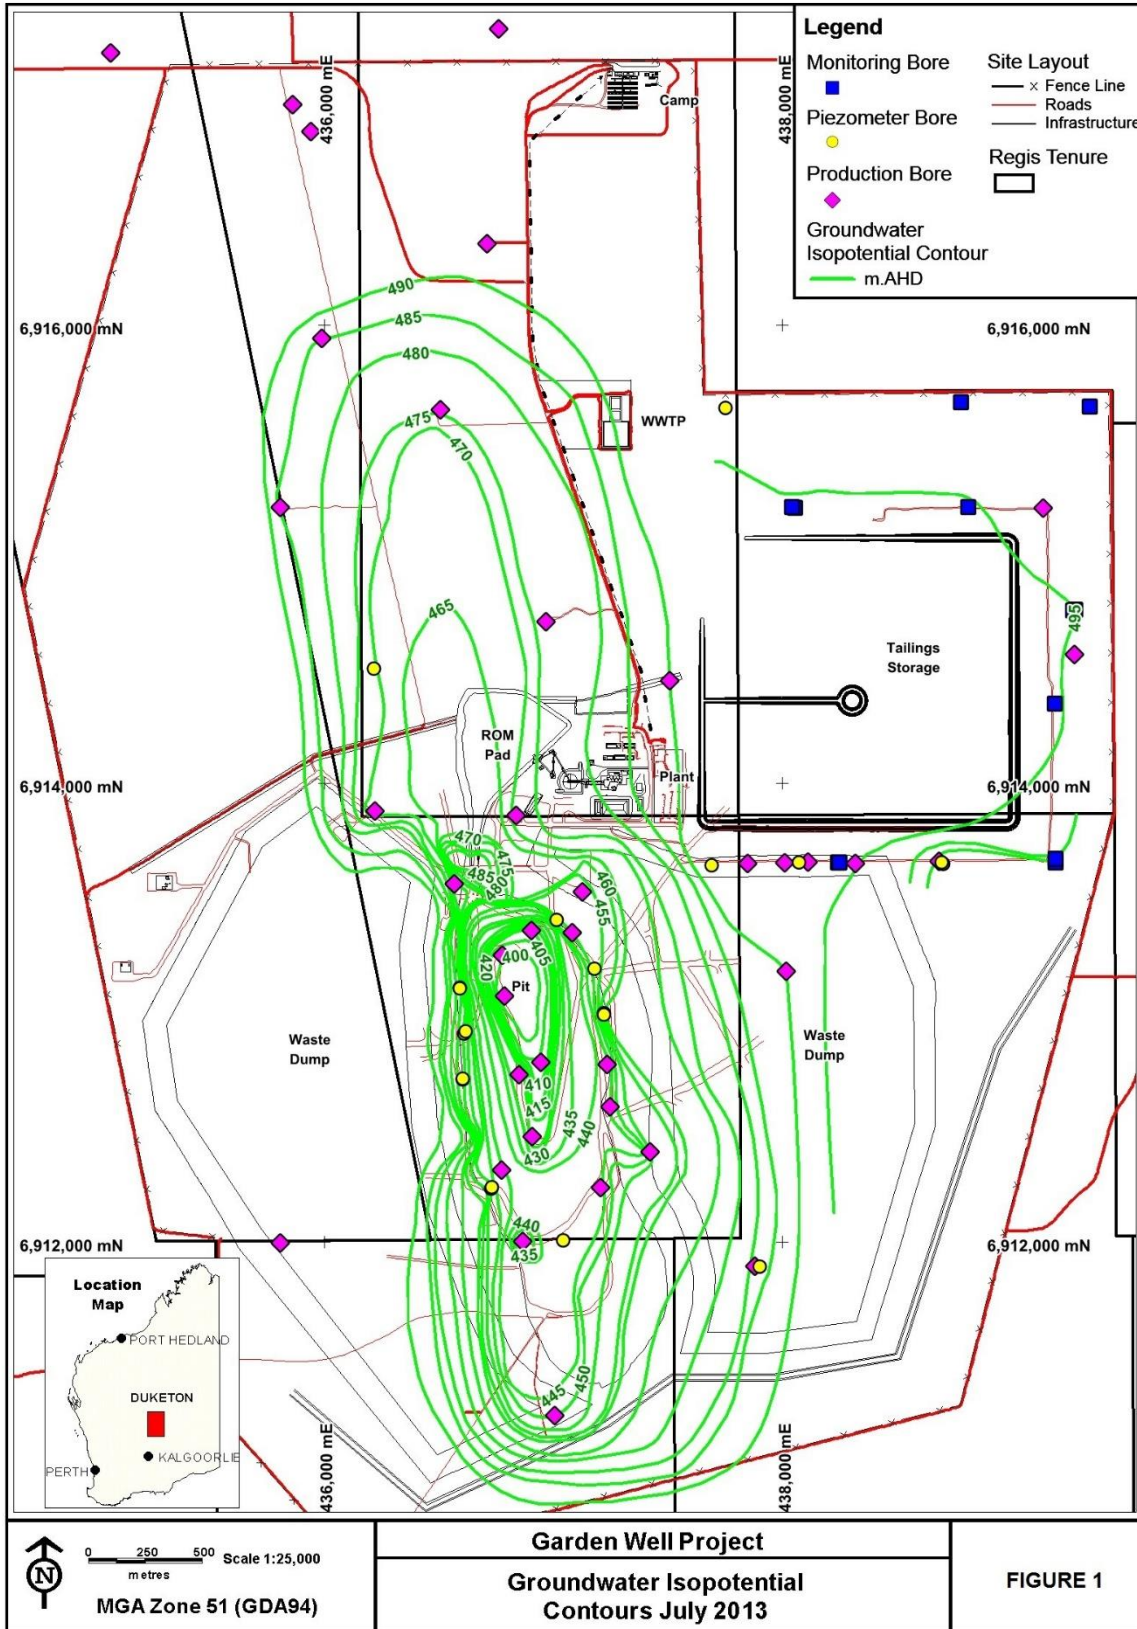 Legend
Monitoring Bore
Piezometer Bore
Production Bore
Groundwater
Isopotential Contour
m.AHD
Site Layout
x Fence Line
Roads
Infrastructure
Regis Tenure
436,000 mE
438,000 mE
Camp
490
485
480
475
470
465
6,916,000 mN
6,916,000 mN
WWTP
495
Tailings
Storage
ROM
Pad
Plant
6,914,000 mN
6,914,000 mN
470
475
485
480
460
455
405
400
420
Pit
Waste
Dump
Waste
Dump
410
415
435
440
430
440
435
6,912,000 mN
6,912,000 mN
445
450
436,000 mE
438,000 mE
Location
Map
PORT HEDLAND
DUKETON
KALGOORLIE
PERTH
N
0 250 500 Scale 1:25,000
metres
MGA Zone 51 (GDA94)
Garden Well Project
Groundwater Isopotential
Contours July 2013
FIGURE 1